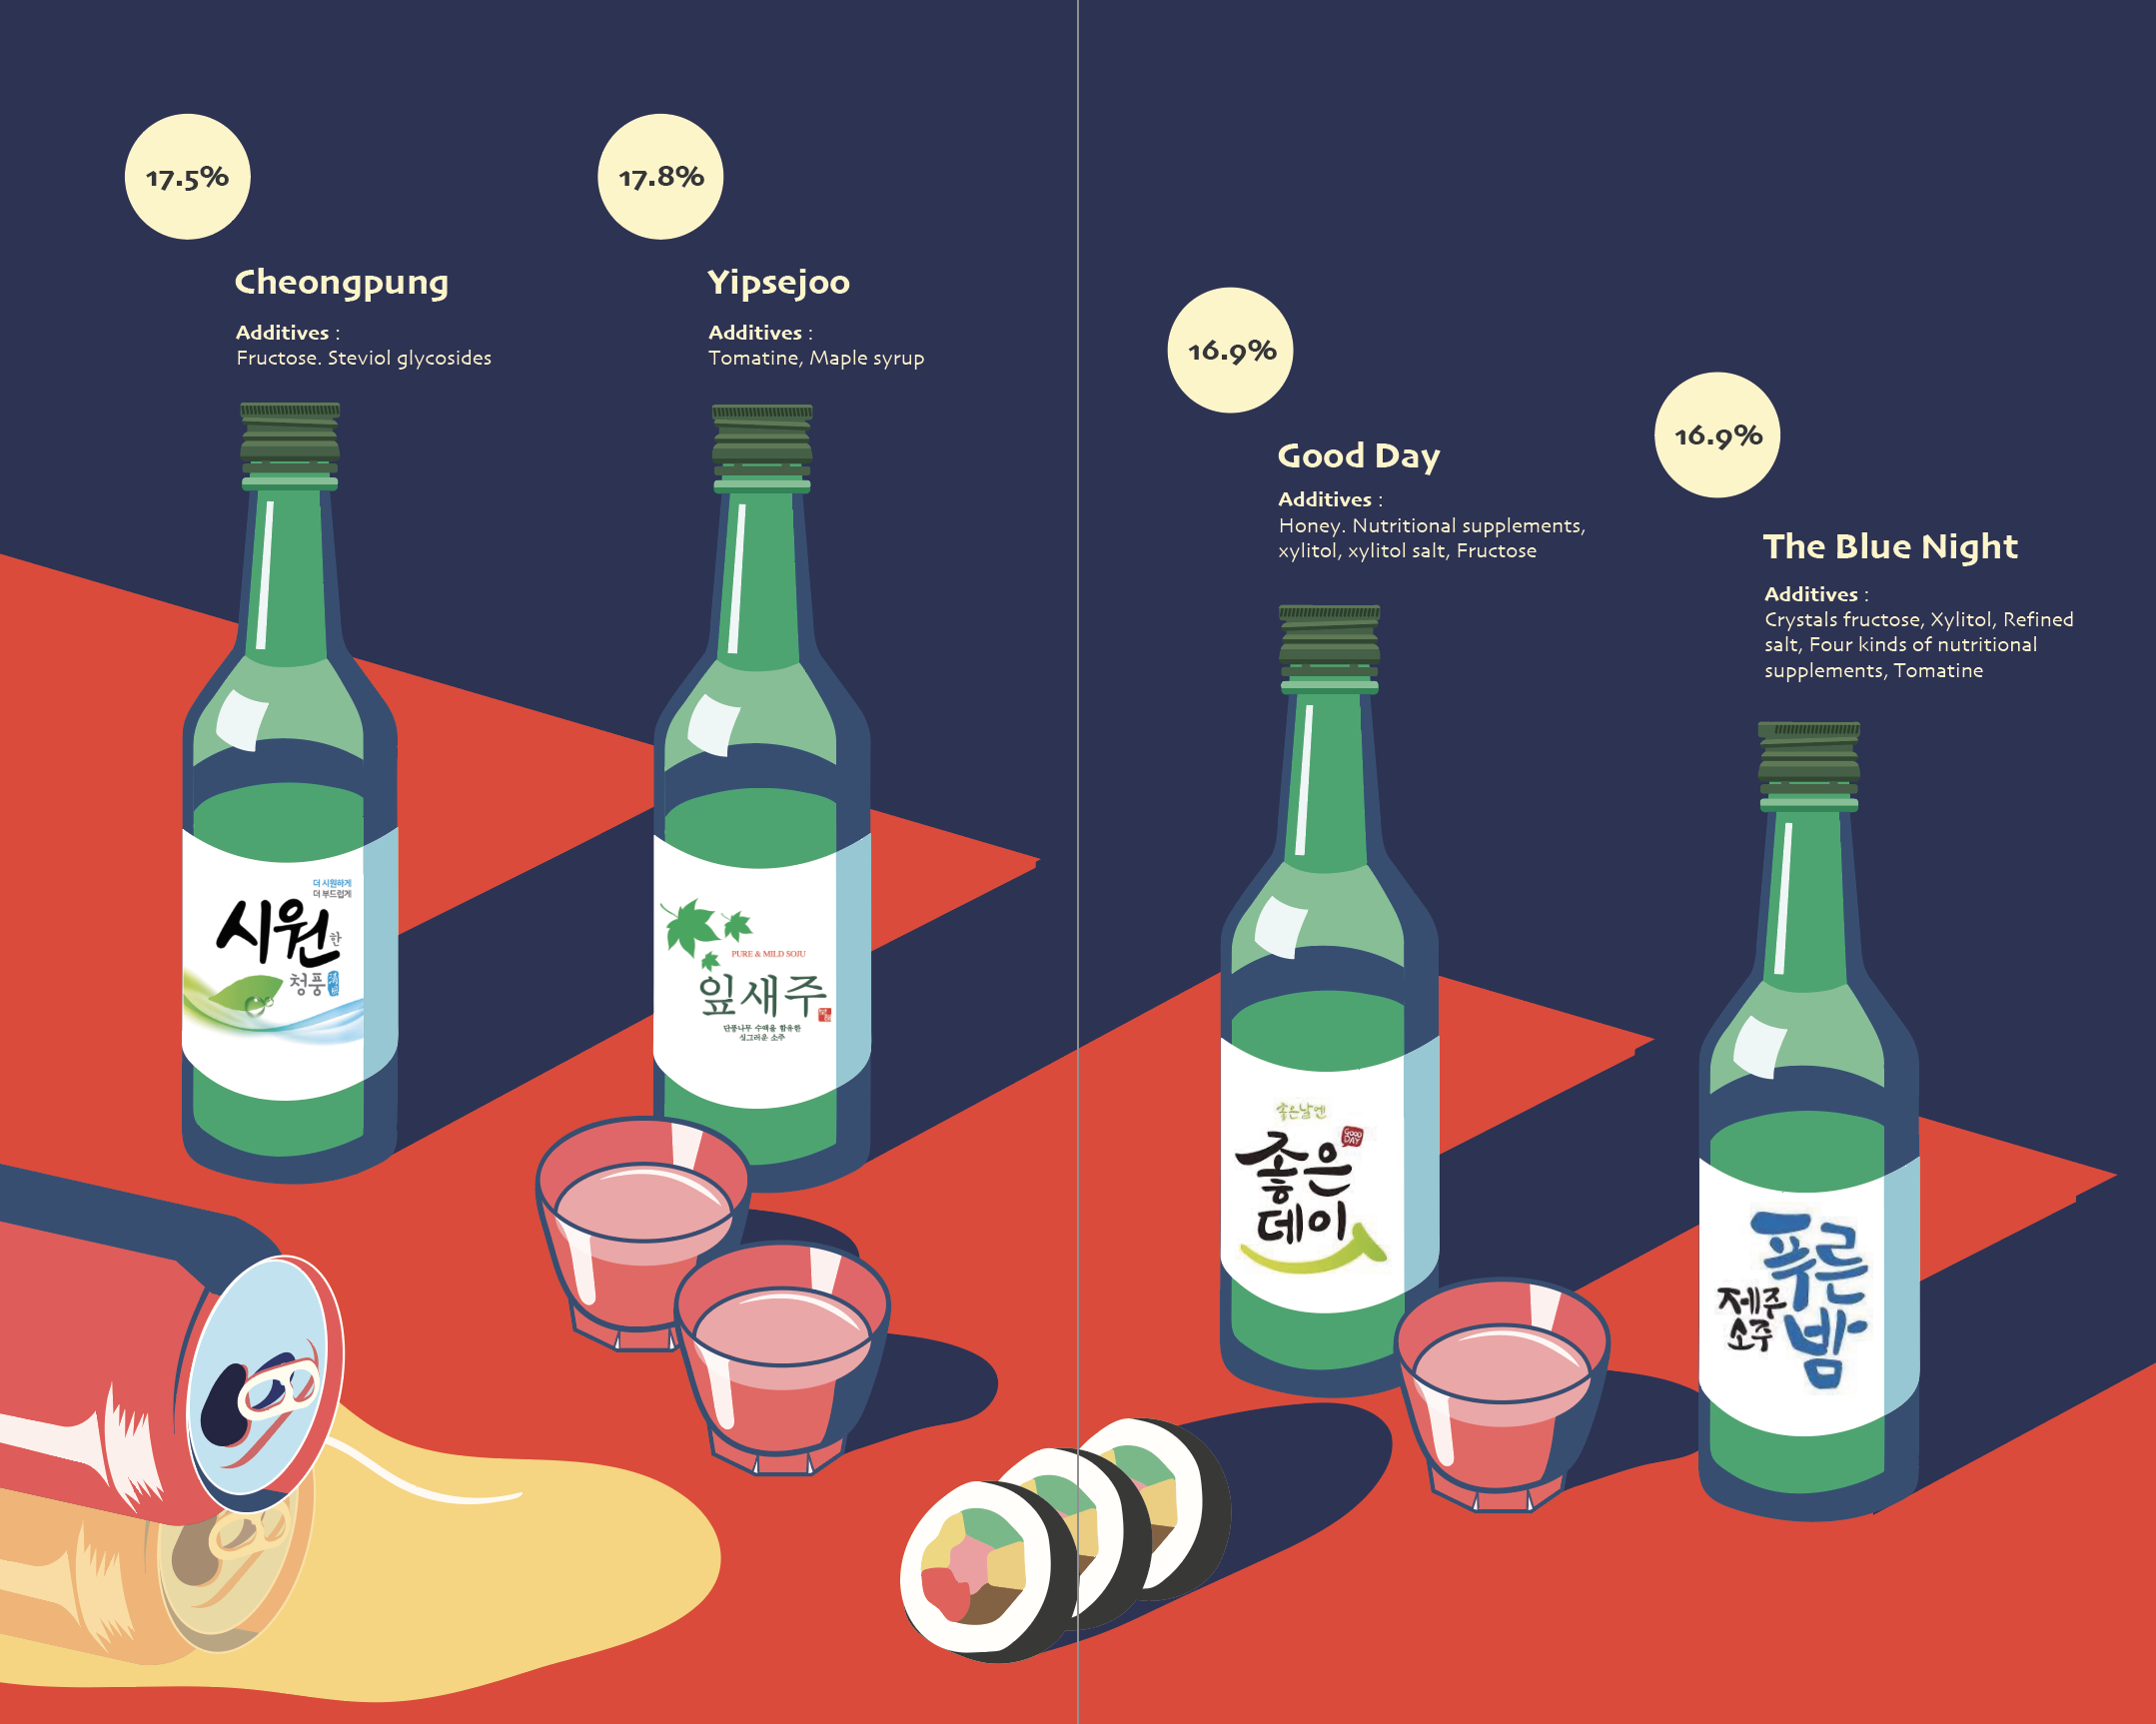 17.5%
Cheongpung
Additives :
Fructose. Steviol glycosides
더 시원하게
더 부드럽게
시원한
청풍
17.8%
Yipsejoo
Additives :
Tomatine, Maple syrup
PURE & MILD SOJU
잎새주
단풍나무 수액을 함유한
싱그러운 소주
16.9%
Good Day
Additives :
Honey. Nutritional supplements,
xylitol, xylitol salt, Fructose
좋은날엔
GOOD
DAY
좋은
데이
16.9%
The Blue Night
Additives :
Crystals fructose, Xylitol, Refined
salt, Four kinds of nutritional
supplements, Tomatine
푸른
밤
제주
소주